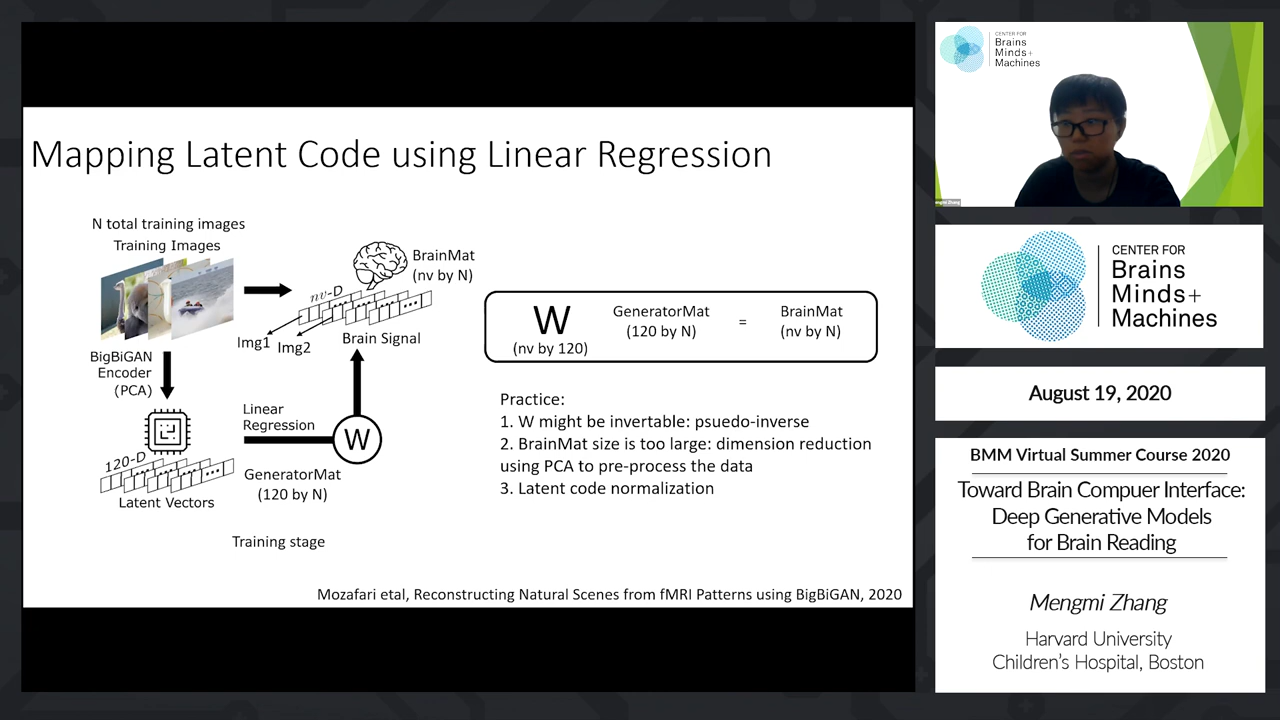 Mapping Latent Code using Linear Regression
N total training images
Training Images
BrainMat
(nv by N)
nv-D
Img1
Img2
Brain Signal
BigBiGAN
Encoder
(PCA)
Linear
Regression
W
120-D
GeneratorMat
(120 by N)
Latent Vectors
Training stage
W
(nv by 120)
GeneratorMat
(120 by N)
=
BrainMat
(nv by N)
Practice:
1. W might be invertable: psuedo-inverse
2. BrainMat size is too large: dimension reduction
using PCA to pre-process the data
3. Latent code normalization
Mozafari etal, Reconstructing Natural Scenes from fMRI Patterns using BigBiGAN, 2020
CENTER FOR
Brains
Minds+
Machines
CENTER FOR
Brains
Minds+
Machines
August 19, 2020
BMM Virtual Summer Course 2020
Toward Brain Compuer Interface:
Deep Generative Models
for Brain Reading
Mengmi Zhang
Harvard University
Children's Hospital, Boston